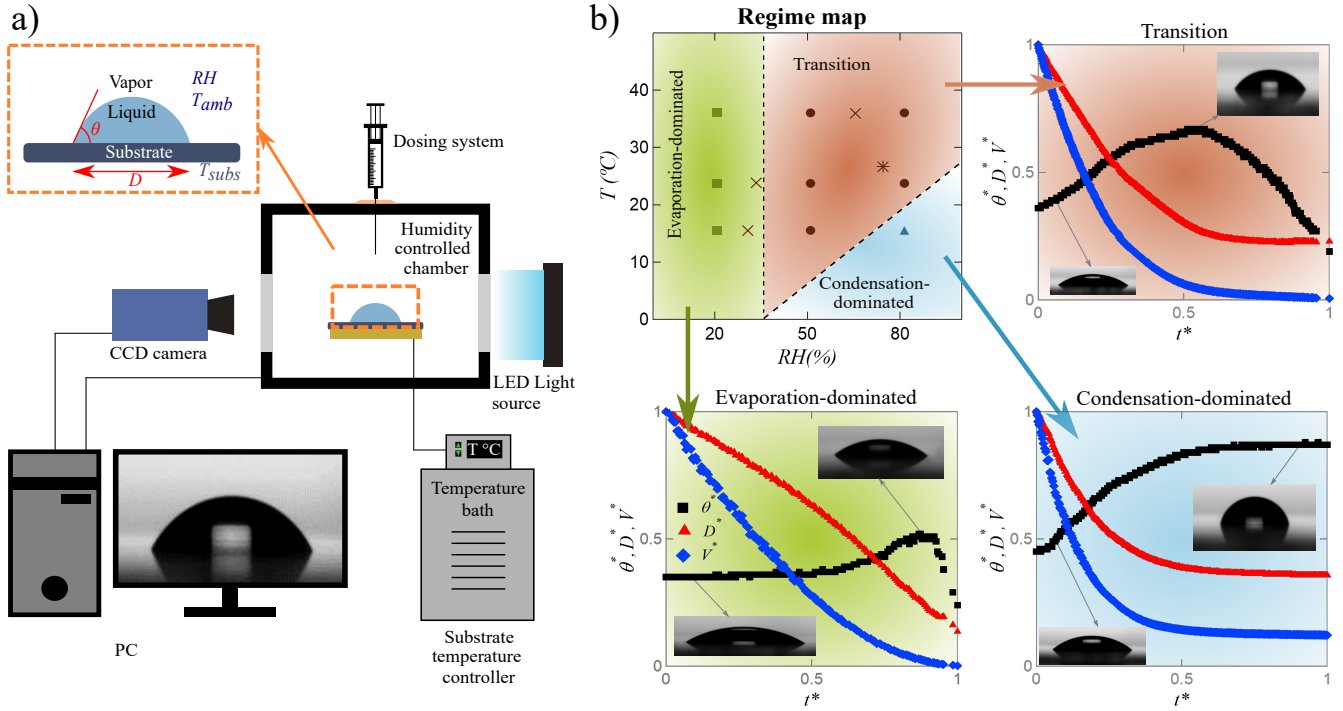 a)
Vapor
RH
T_amb
Liquid
θ
Substrate
T_subs
D
Dosing system
Humidity
controlled
chamber
CCD camera
LED Light
source
T °C
Temperature
bath
Substrate
temperature
controller
PC
b)
Regime map
Evaporation-dominated
Transition
Condensation-
dominated
T (ºC)
40
30
20
10
0
20
50
80
RH(%)
Transition
θ*, D*, V*
1
0.5
0
0
0.5
1
t*
Evaporation-dominated
θ*, D*, V*
1
0.5
0
θ*
D*
V*
0
0.5
1
t*
Condensation-dominated
θ*, D*, V*
1
0.5
0
0
0.5
1
t*